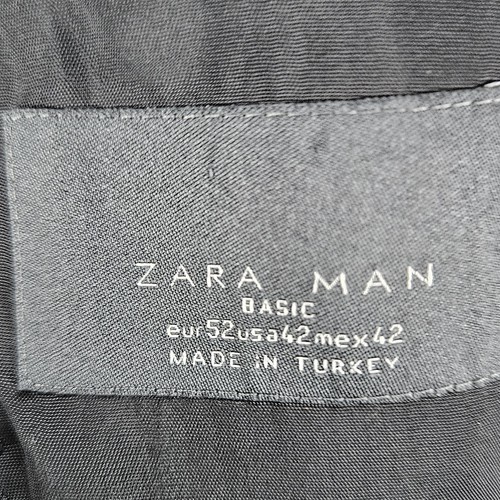 ZARA MAN
BASIC
eur52usa42mex42
MADE IN TURKEY